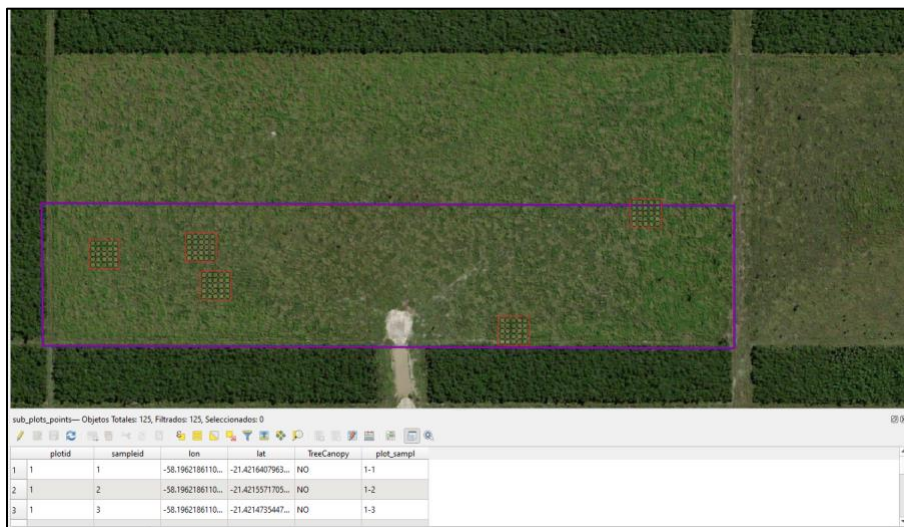 sub_plots_points— Objetos Totales: 125, Filtrados: 125, Seleccionados: 0
plotid sampleid lon lat TreeCanopy plot_sampl
1 1 1 -58.1962186110... -21.4216407963... NO 1-1
2 1 2 -58.1962186110... -21.4215571705... NO 1-2
3 1 3 -58.1962186110... -21.4214735447... NO 1-3